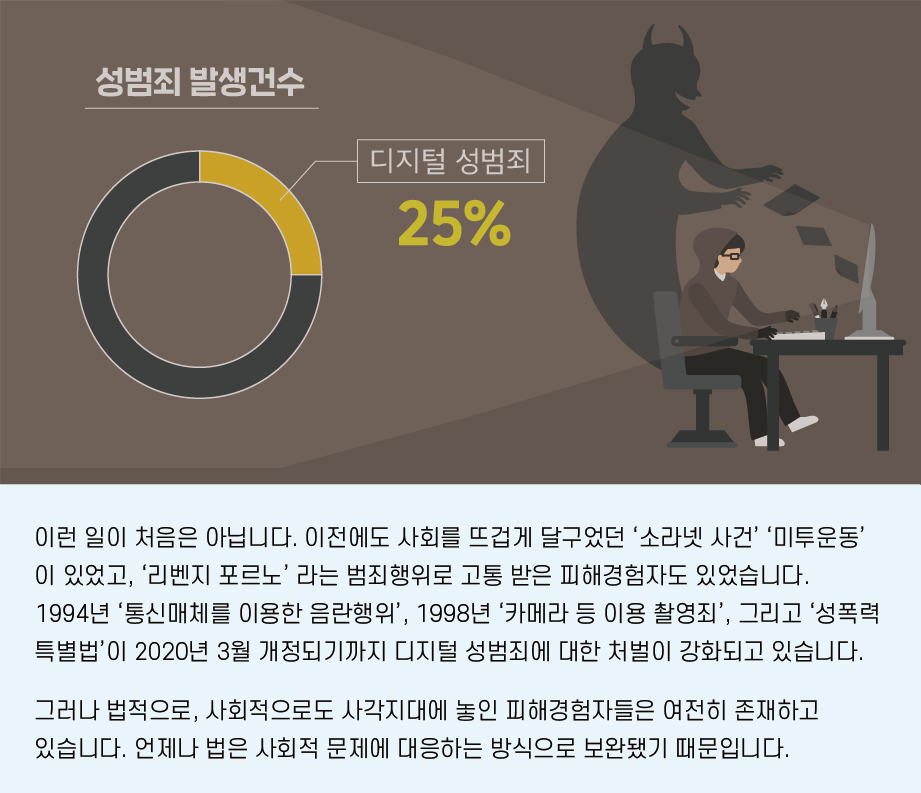 성범죄 발생건수
디지털 성범죄
25%
이런 일이 처음은 아닙니다. 이전에도 사회를 뜨겁게 달구었던 ‘소라넷 사건’ ‘미투운동’
이 있었고, ‘리벤지 포르노’ 라는 범죄행위로 고통 받은 피해경험자도 있었습니다.
1994년 ‘통신매체를 이용한 음란행위’, 1998년 ‘카메라 등 이용 촬영죄’, 그리고 ‘성폭력
특별법’이 2020년 3월 개정되기까지 디지털 성범죄에 대한 처벌이 강화되고 있습니다.
그러나 법적으로, 사회적으로도 사각지대에 놓인 피해경험자들은 여전히 존재하고
있습니다. 언제나 법은 사회적 문제에 대응하는 방식으로 보완됐기 때문입니다.